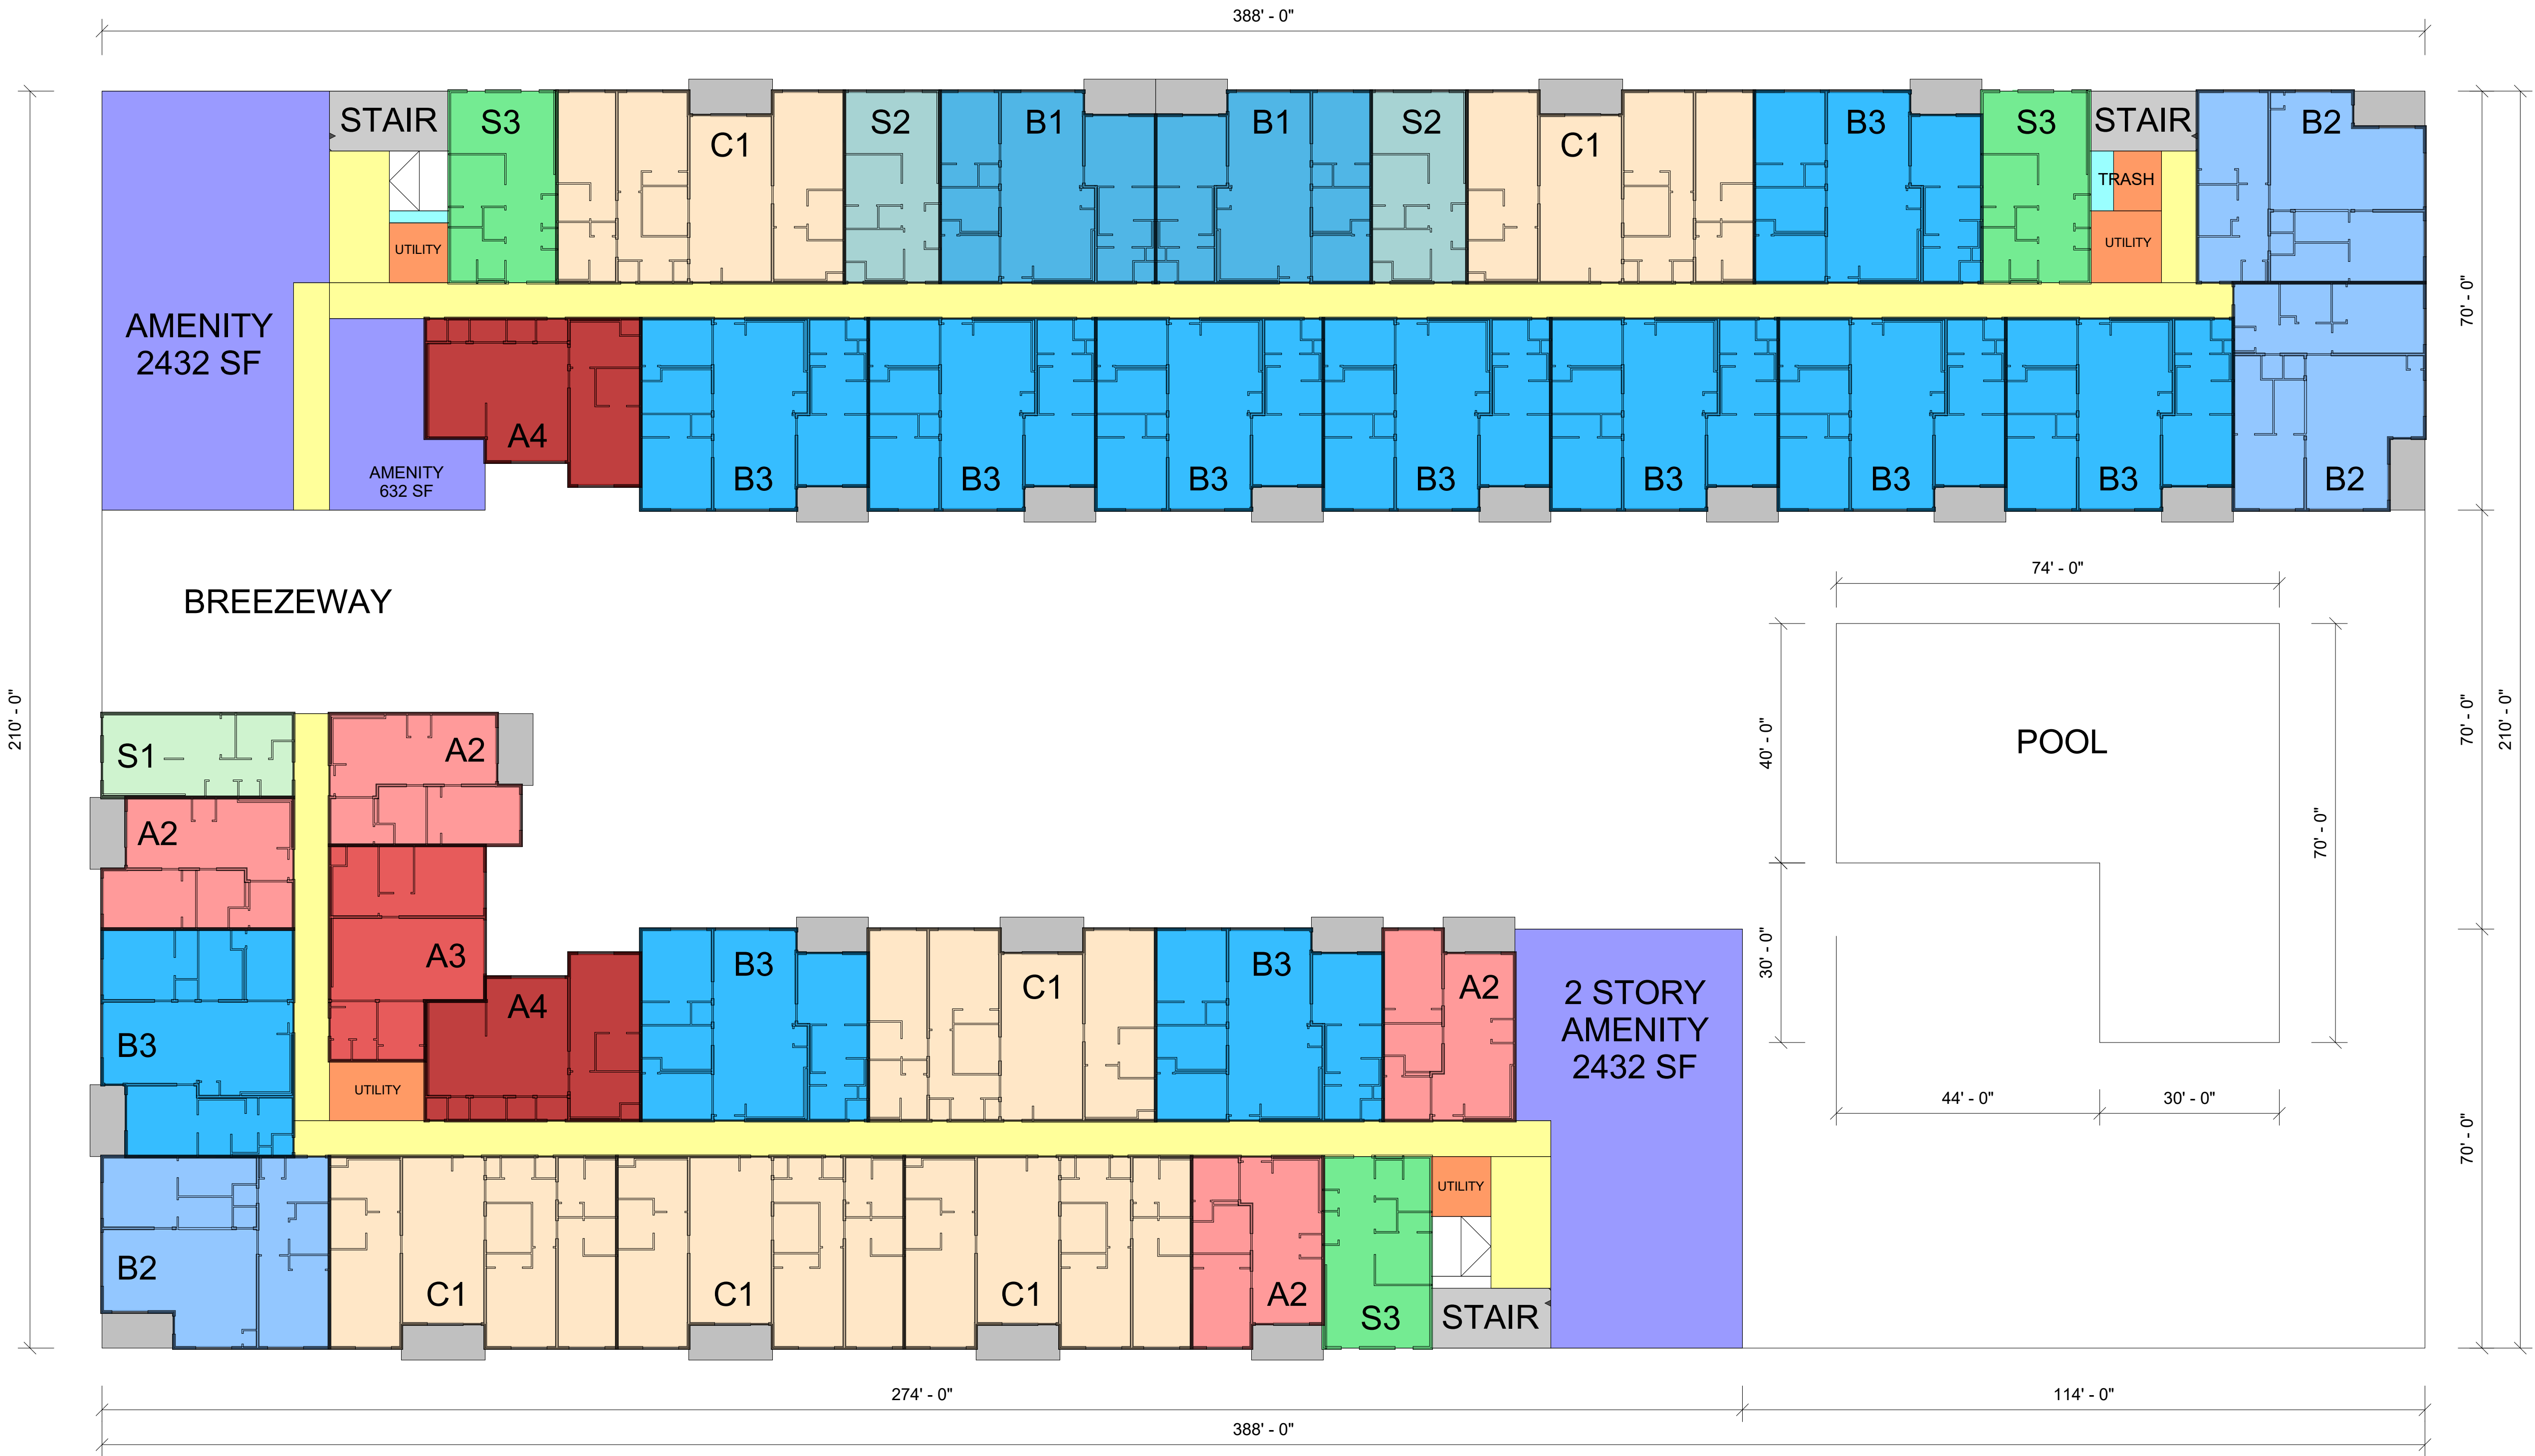 388' - 0"
STAIR
S3
C1
S2
B1
B1
S2
C1
B3
S3
STAIR
B2
TRASH
UTILITY
UTILITY
AMENITY
2432 SF
70' - 0"
A4
AMENITY
632 SF
B3
B3
B3
B3
B3
B3
B3
B2
BREEZEWAY
74' - 0"
210' - 0"
S1
A2
A2
A3
A4
B3
UTILITY
B3
C1
B3
A2
2 STORY
AMENITY
2432 SF
40' - 0"
POOL
70' - 0"
30' - 0"
44' - 0"
30' - 0"
70' - 0"
210' - 0"
70' - 0"
B2
C1
C1
C1
A2
S3
UTILITY
STAIR
274' - 0"
114' - 0"
388' - 0"